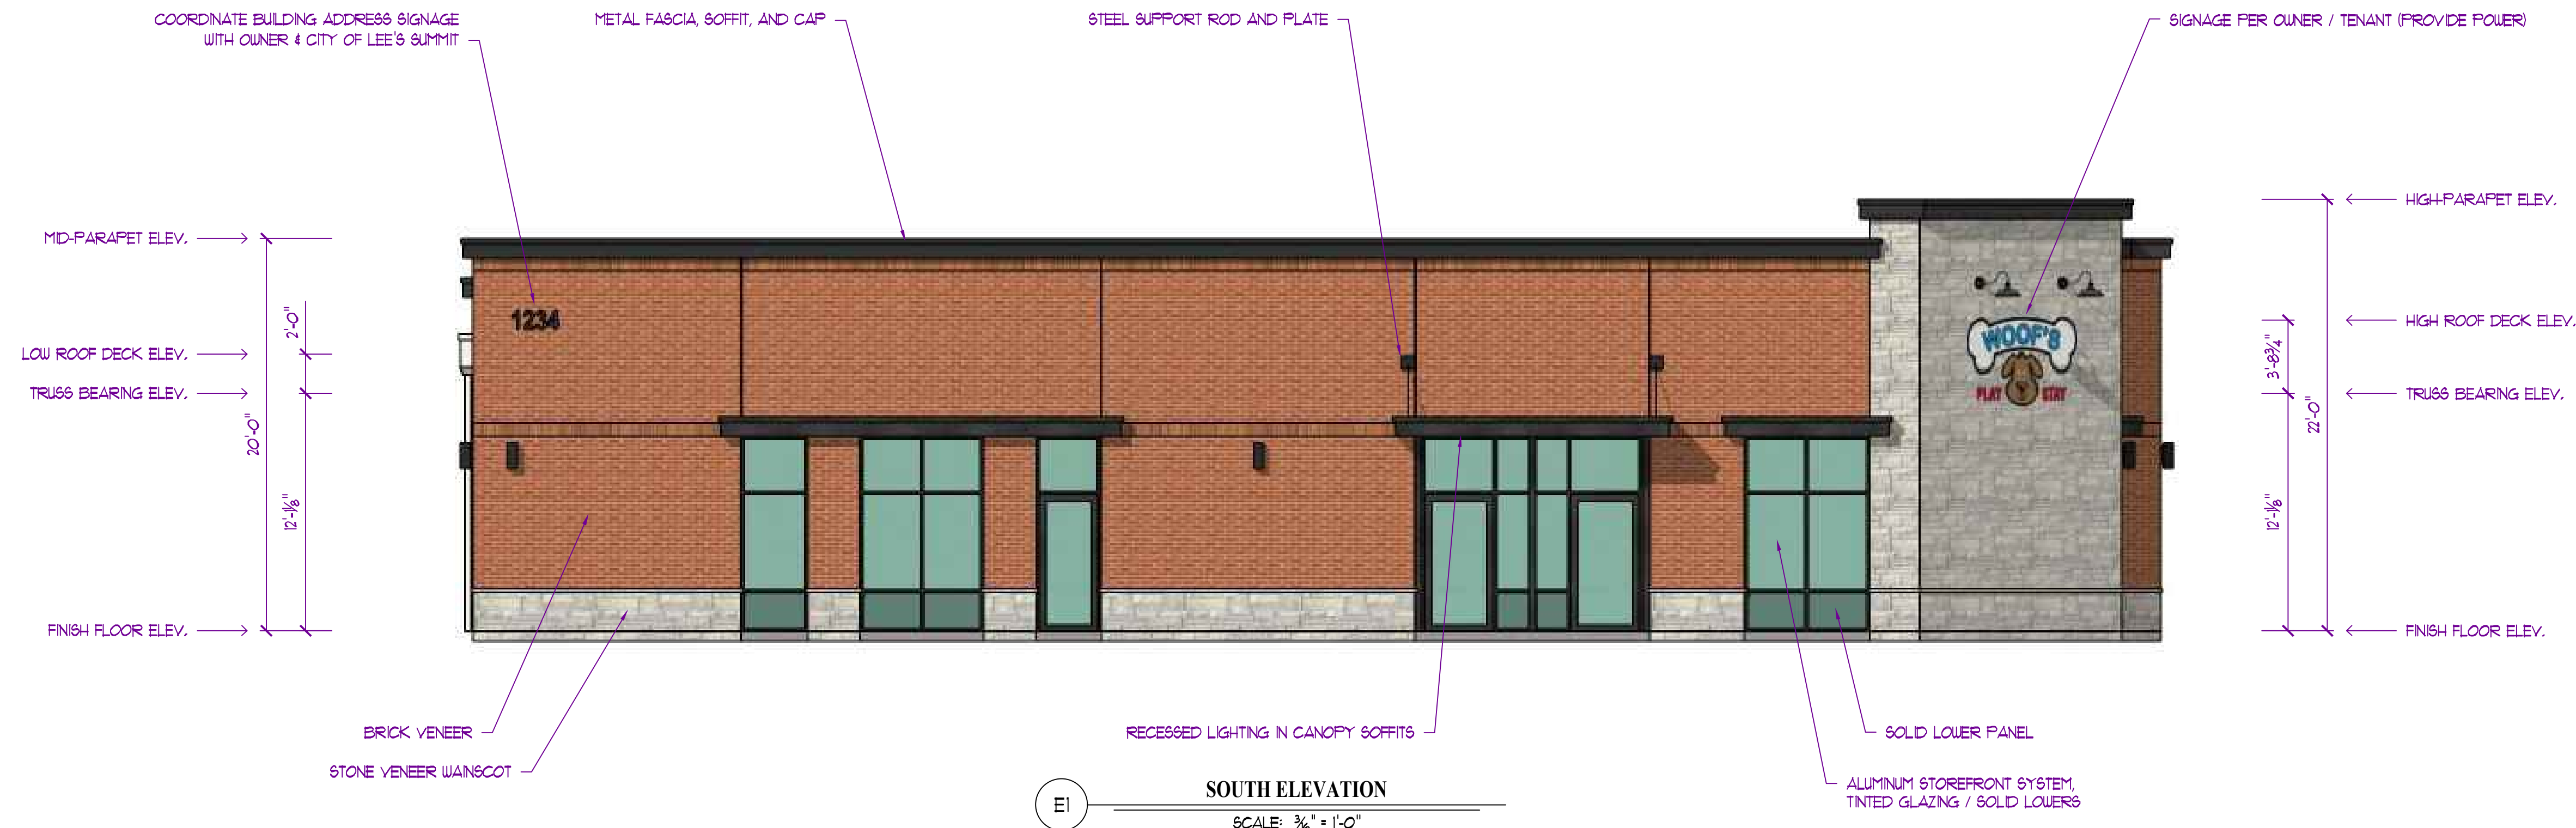 COORDINATE BUILDING ADDRESS SIGNAGE
WITH OWNER & CITY OF LEE'S SUMMIT
METAL FASCIA, SOFFIT, AND CAP
STEEL SUPPORT ROD AND PLATE
SIGNAGE PER OWNER / TENANT (PROVIDE POWER)
MID-PARAPET ELEV.
LOW ROOF DECK ELEV.
TRUSS BEARING ELEV.
FINISH FLOOR ELEV.
20'-0"
2'-0"
12'-1/8"
1234
WOOF'S
PLAY STAY
HIGH-PARAPET ELEV.
HIGH ROOF DECK ELEV.
TRUSS BEARING ELEV.
FINISH FLOOR ELEV.
3'-8 3/4"
12'-1/8"
22'-0"
BRICK VENEER
STONE VENEER WAINSCOT
RECESSED LIGHTING IN CANOPY SOFFITS
SOLID LOWER PANEL
ALUMINUM STOREFRONT SYSTEM,
TINTED GLAZING / SOLID LOWERS
E1
SOUTH ELEVATION
SCALE: 3/16" = 1'-0"